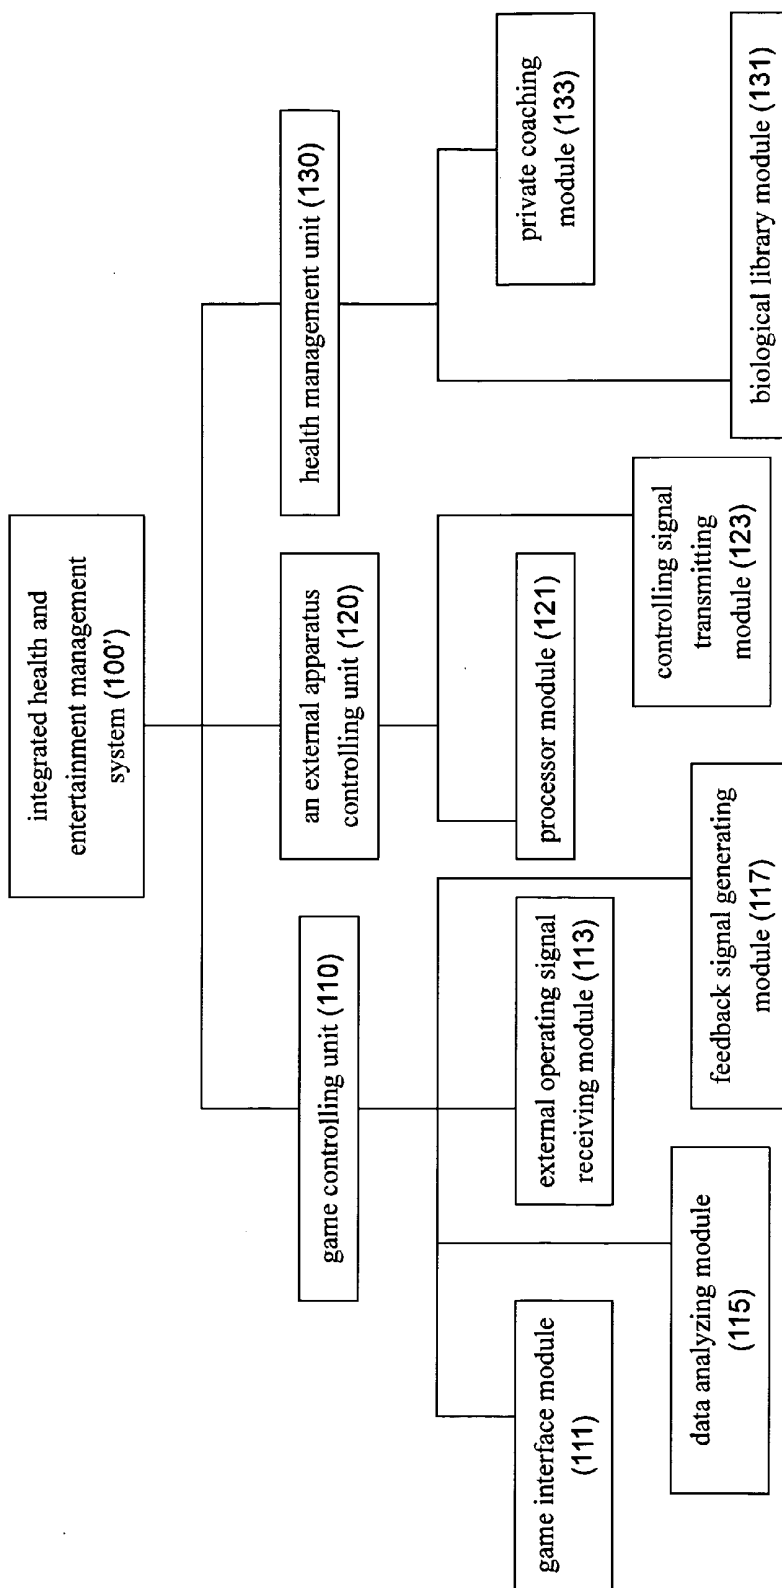 integrated health and
entertainment management
system (100')
game controlling unit (110)
an external apparatus
controlling unit (120)
health management unit (130)
game interface module
(111)
external operating signal
receiving module (113)
data analyzing module
(115)
feedback signal generating
module (117)
processor module (121)
controlling signal
transmitting
module (123)
private coaching
module (133)
biological library module (131)